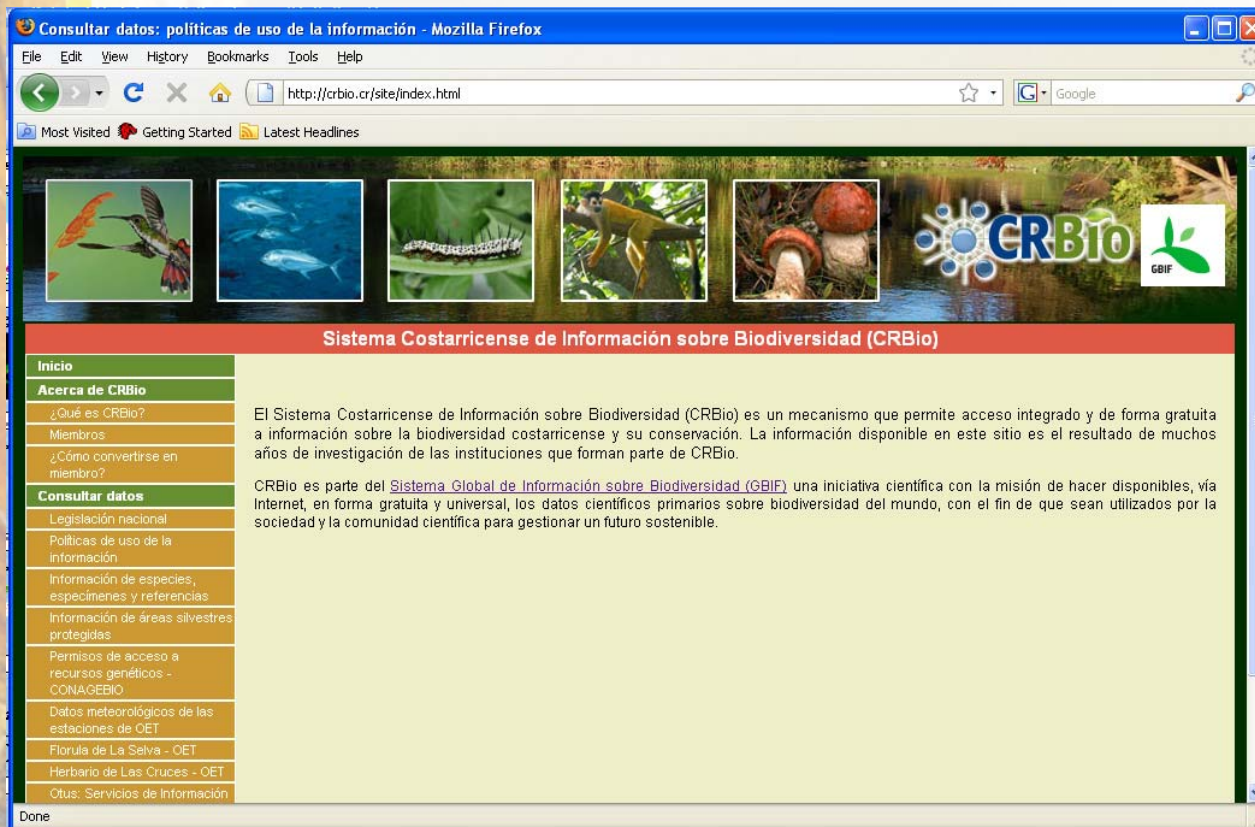 Consultar datos: políticas de uso de la información - Mozilla Firefox
File Edit View History Bookmarks Tools Help
http://crbio.cr/site/index.html
Google
Most Visited Getting Started Latest Headlines
CRBio
GBIF
Sistema Costarricense de Información sobre Biodiversidad (CRBio)
Inicio
Acerca de CRBio
¿Qué es CRBio?
Miembros
¿Cómo convertirse en
miembro?
Consultar datos
Legislación nacional
Políticas de uso de la
información
Información de especies,
especímenes y referencias
Información de áreas silvestres
protegidas
Permisos de acceso a
recursos genéticos -
CONAGEBIO
Datos meteorológicos de las
estaciones de OET
Florula de La Selva - OET
Herbario de Las Cruces - OET
Otus: Servicios de Información
El Sistema Costarricense de Información sobre Biodiversidad (CRBio) es un mecanismo que permite acceso integrado y de forma gratuita
a información sobre la biodiversidad costarricense y su conservación. La información disponible en este sitio es el resultado de muchos
años de investigación de las instituciones que forman parte de CRBio.
CRBio es parte del Sistema Global de Información sobre Biodiversidad (GBIF) una iniciativa científica con la misión de hacer disponibles, vía
Internet, en forma gratuita y universal, los datos científicos primarios sobre biodiversidad del mundo, con el fin de que sean utilizados por la
sociedad y la comunidad científica para gestionar un futuro sostenible.
Done